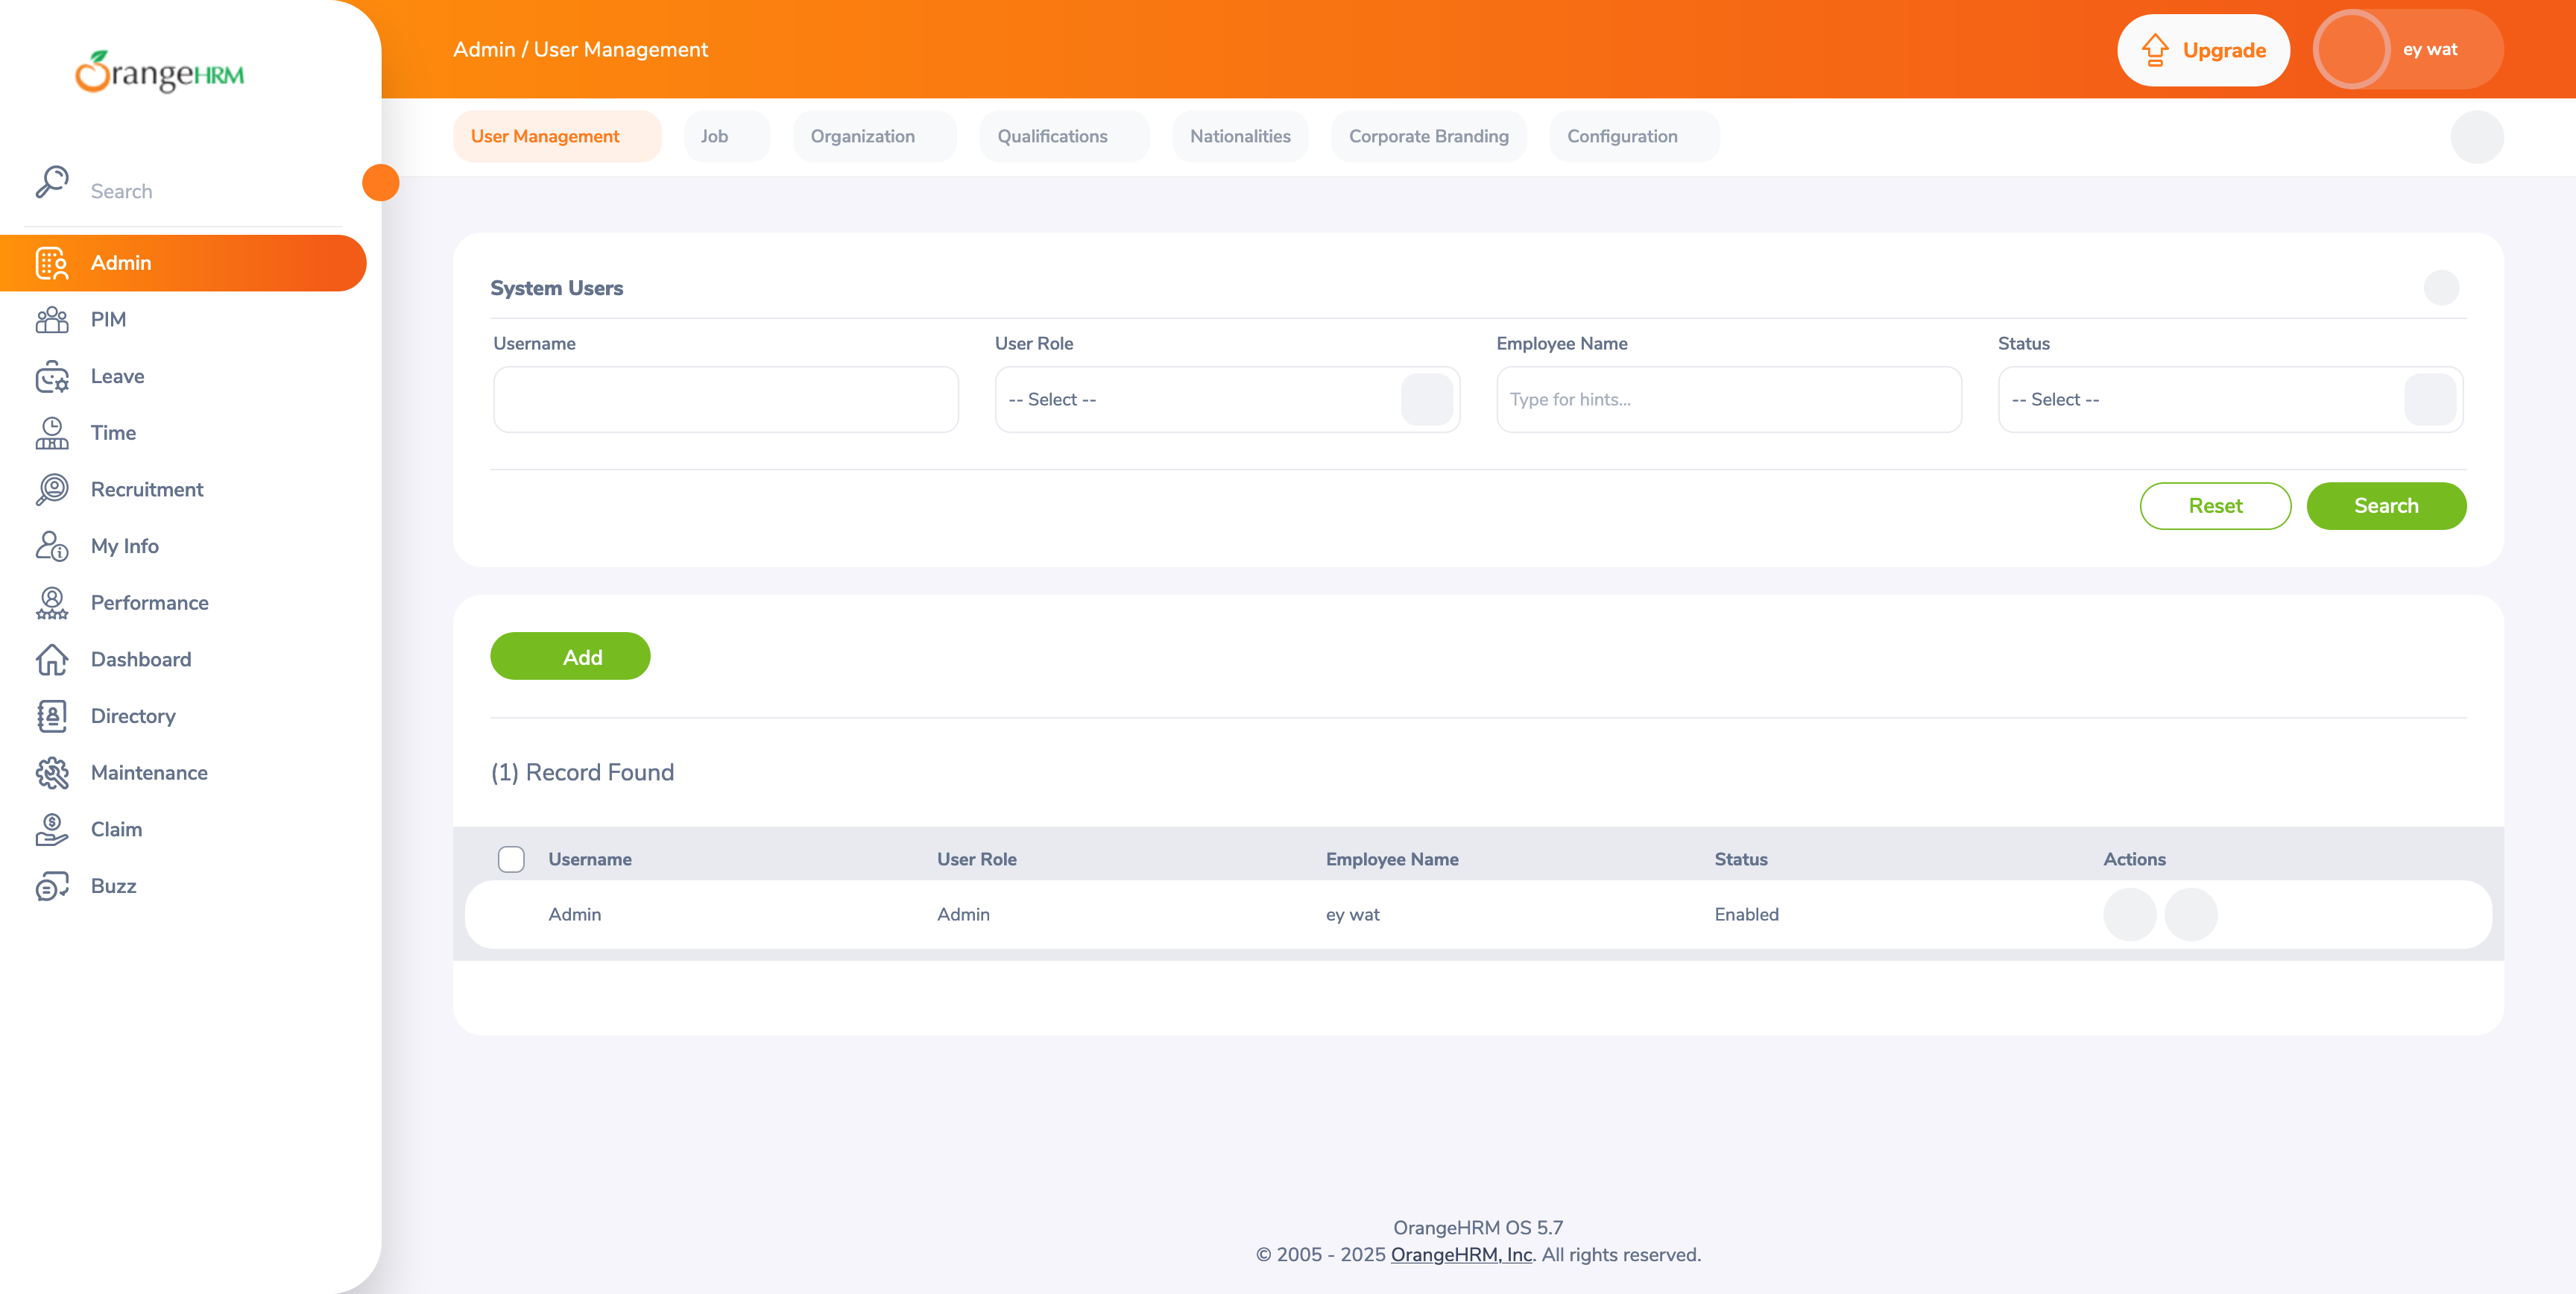 OrangeHRM
Admin / User Management
Upgrade
ey wat
User Management
Job
Organization
Qualifications
Nationalities
Corporate Branding
Configuration
Search
Admin
PIM
Leave
Time
Recruitment
My Info
Performance
Dashboard
Directory
Maintenance
Claim
Buzz
System Users
Username
User Role
Employee Name
Status
-- Select --
Type for hints...
-- Select --
Reset
Search
Add
(1) Record Found
Username
User Role
Employee Name
Status
Actions
Admin
Admin
ey wat
Enabled
OrangeHRM OS 5.7
© 2005 - 2025 OrangeHRM, Inc. All rights reserved.